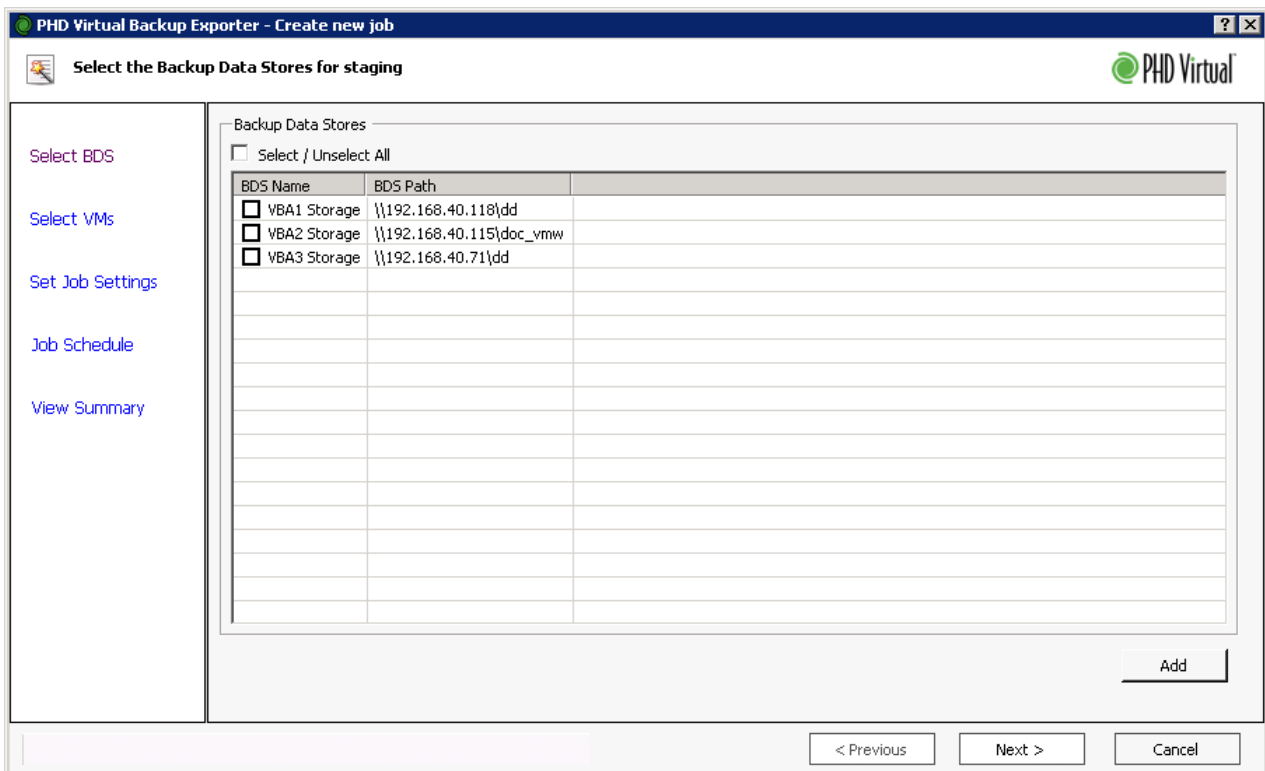 PHD Virtual Backup Exporter - Create new job
Select the Backup Data Stores for staging
PHD Virtual
Select BDS
Select VMs
Set Job Settings
Job Schedule
View Summary
Backup Data Stores
Select / Unselect All
BDS Name BDS Path
VBA1 Storage \\192.168.40.118\dd
VBA2 Storage \\192.168.40.115\doc_vmw
VBA3 Storage \\192.168.40.71\dd
Add
< Previous Next > Cancel